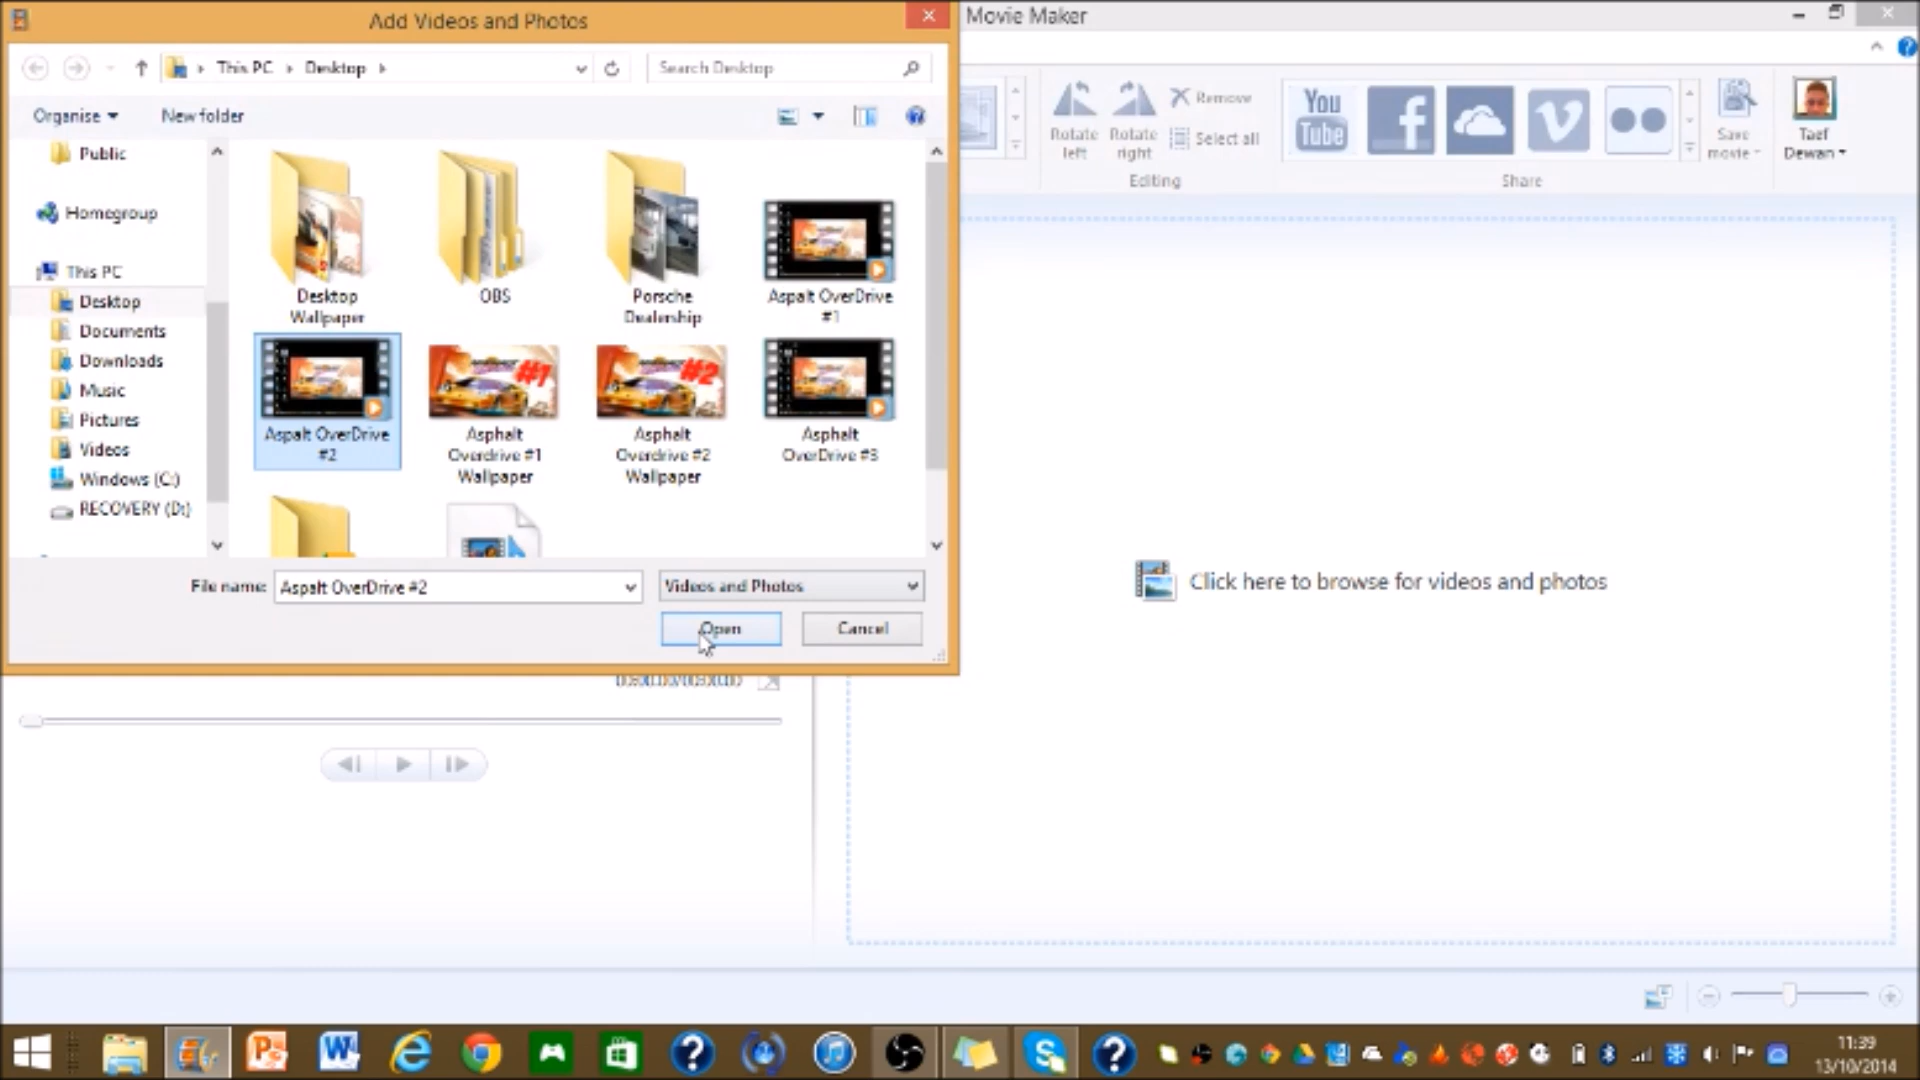 Add Videos and Photos
Movie Maker
This PC
Desktop
Search Desktop
Organise
New folder
Public
Homegroup
This PC
Desktop
Documents
Downloads
Music
Pictures
Videos
Windows (C:)
RECOVERY (D:)
Desktop
Wallpaper
OBS
Porsche
Dealership
Aspalt OverDrive
#1
Aspalt OverDrive
#2
#1
Asphalt
Overdrive #1
Wallpaper
#2
Asphalt
Overdrive #2
Wallpaper
Asphalt
OverDrive #3
File name:
Aspalt OverDrive #2
Videos and Photos
Open
Cancel
Rotate
left
Rotate
right
Remove
Select all
Editing
You
Tube
Share
Save
movie
Taef
Dewan
Click here to browse for videos and photos
11:39
13/10/2014